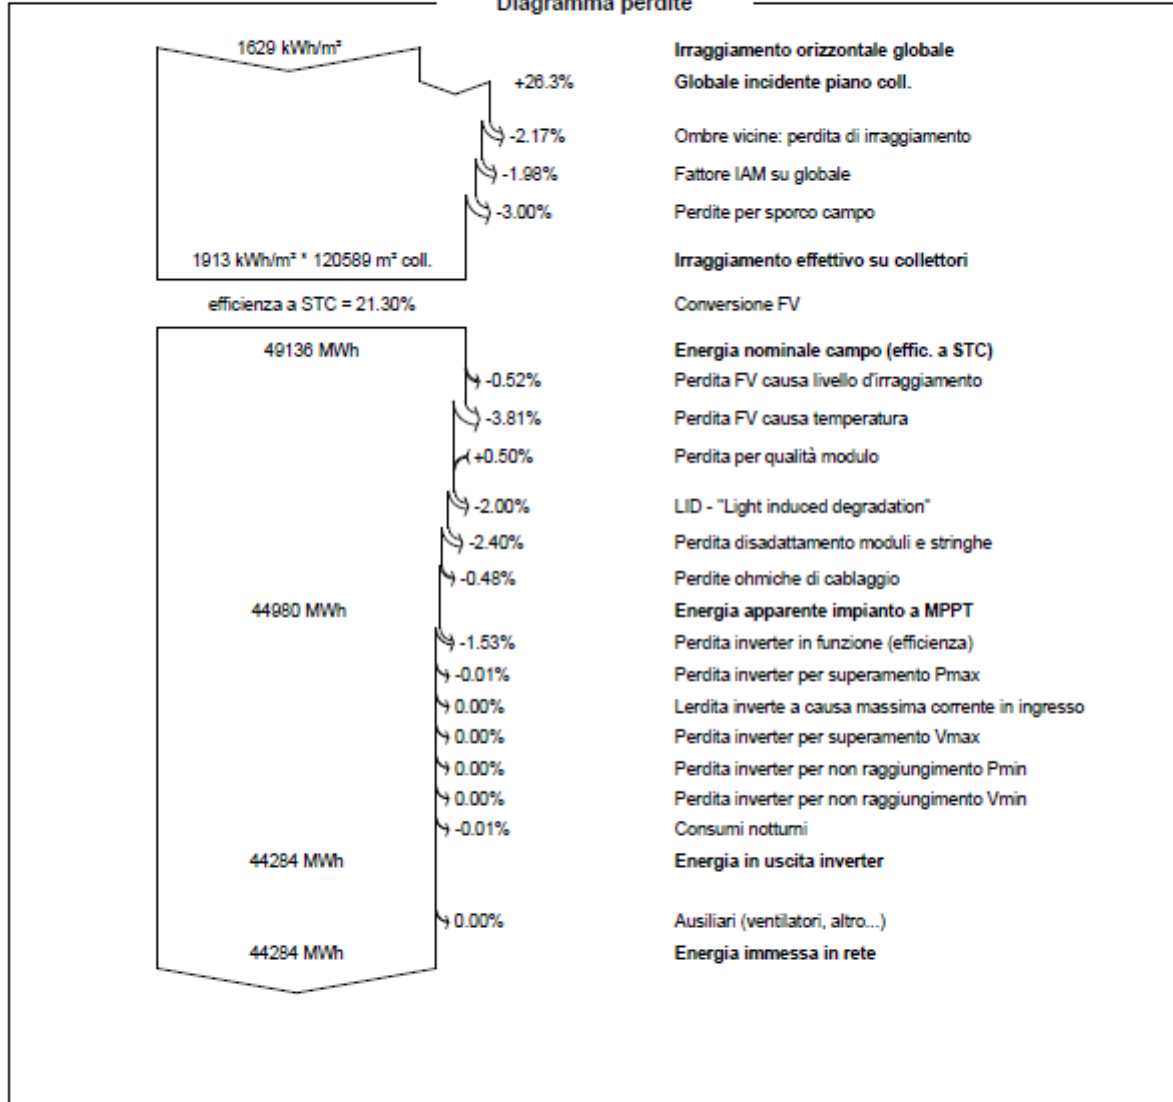 Diagramma perdite
1629 kWh/m² Irraggiamento orizzontale globale
+26.3% Globale incidente piano coll.
-2.17% Ombre vicine: perdita di irraggiamento
-1.98% Fattore IAM su globale
-3.00% Perdite per sporco campo
1913 kWh/m² * 120589 m² coll. Irraggiamento effettivo su collettori
efficienza a STC = 21.30% Conversione FV
49136 MWh Energia nominale campo (effic. a STC)
-0.52% Perdita FV causa livello d'irraggiamento
-3.81% Perdita FV causa temperatura
+0.50% Perdita per qualità modulo
-2.00% LID - "Light induced degradation"
-2.40% Perdita disadattamento moduli e stringhe
-0.48% Perdite ohmiche di cablaggio
44980 MWh Energia apparente impianto a MPPT
-1.53% Perdita inverter in funzione (efficienza)
-0.01% Perdita inverter per superamento Pmax
0.00% Lerdita inverte a causa massima corrente in ingresso
0.00% Perdita inverter per superamento Vmax
0.00% Perdita inverter per non raggiungimento Pmin
0.00% Perdita inverter per non raggiungimento Vmin
-0.01% Consumi notturni
44284 MWh Energia in uscita inverter
0.00% Ausiliari (ventilatori, altro...)
44284 MWh Energia immessa in rete